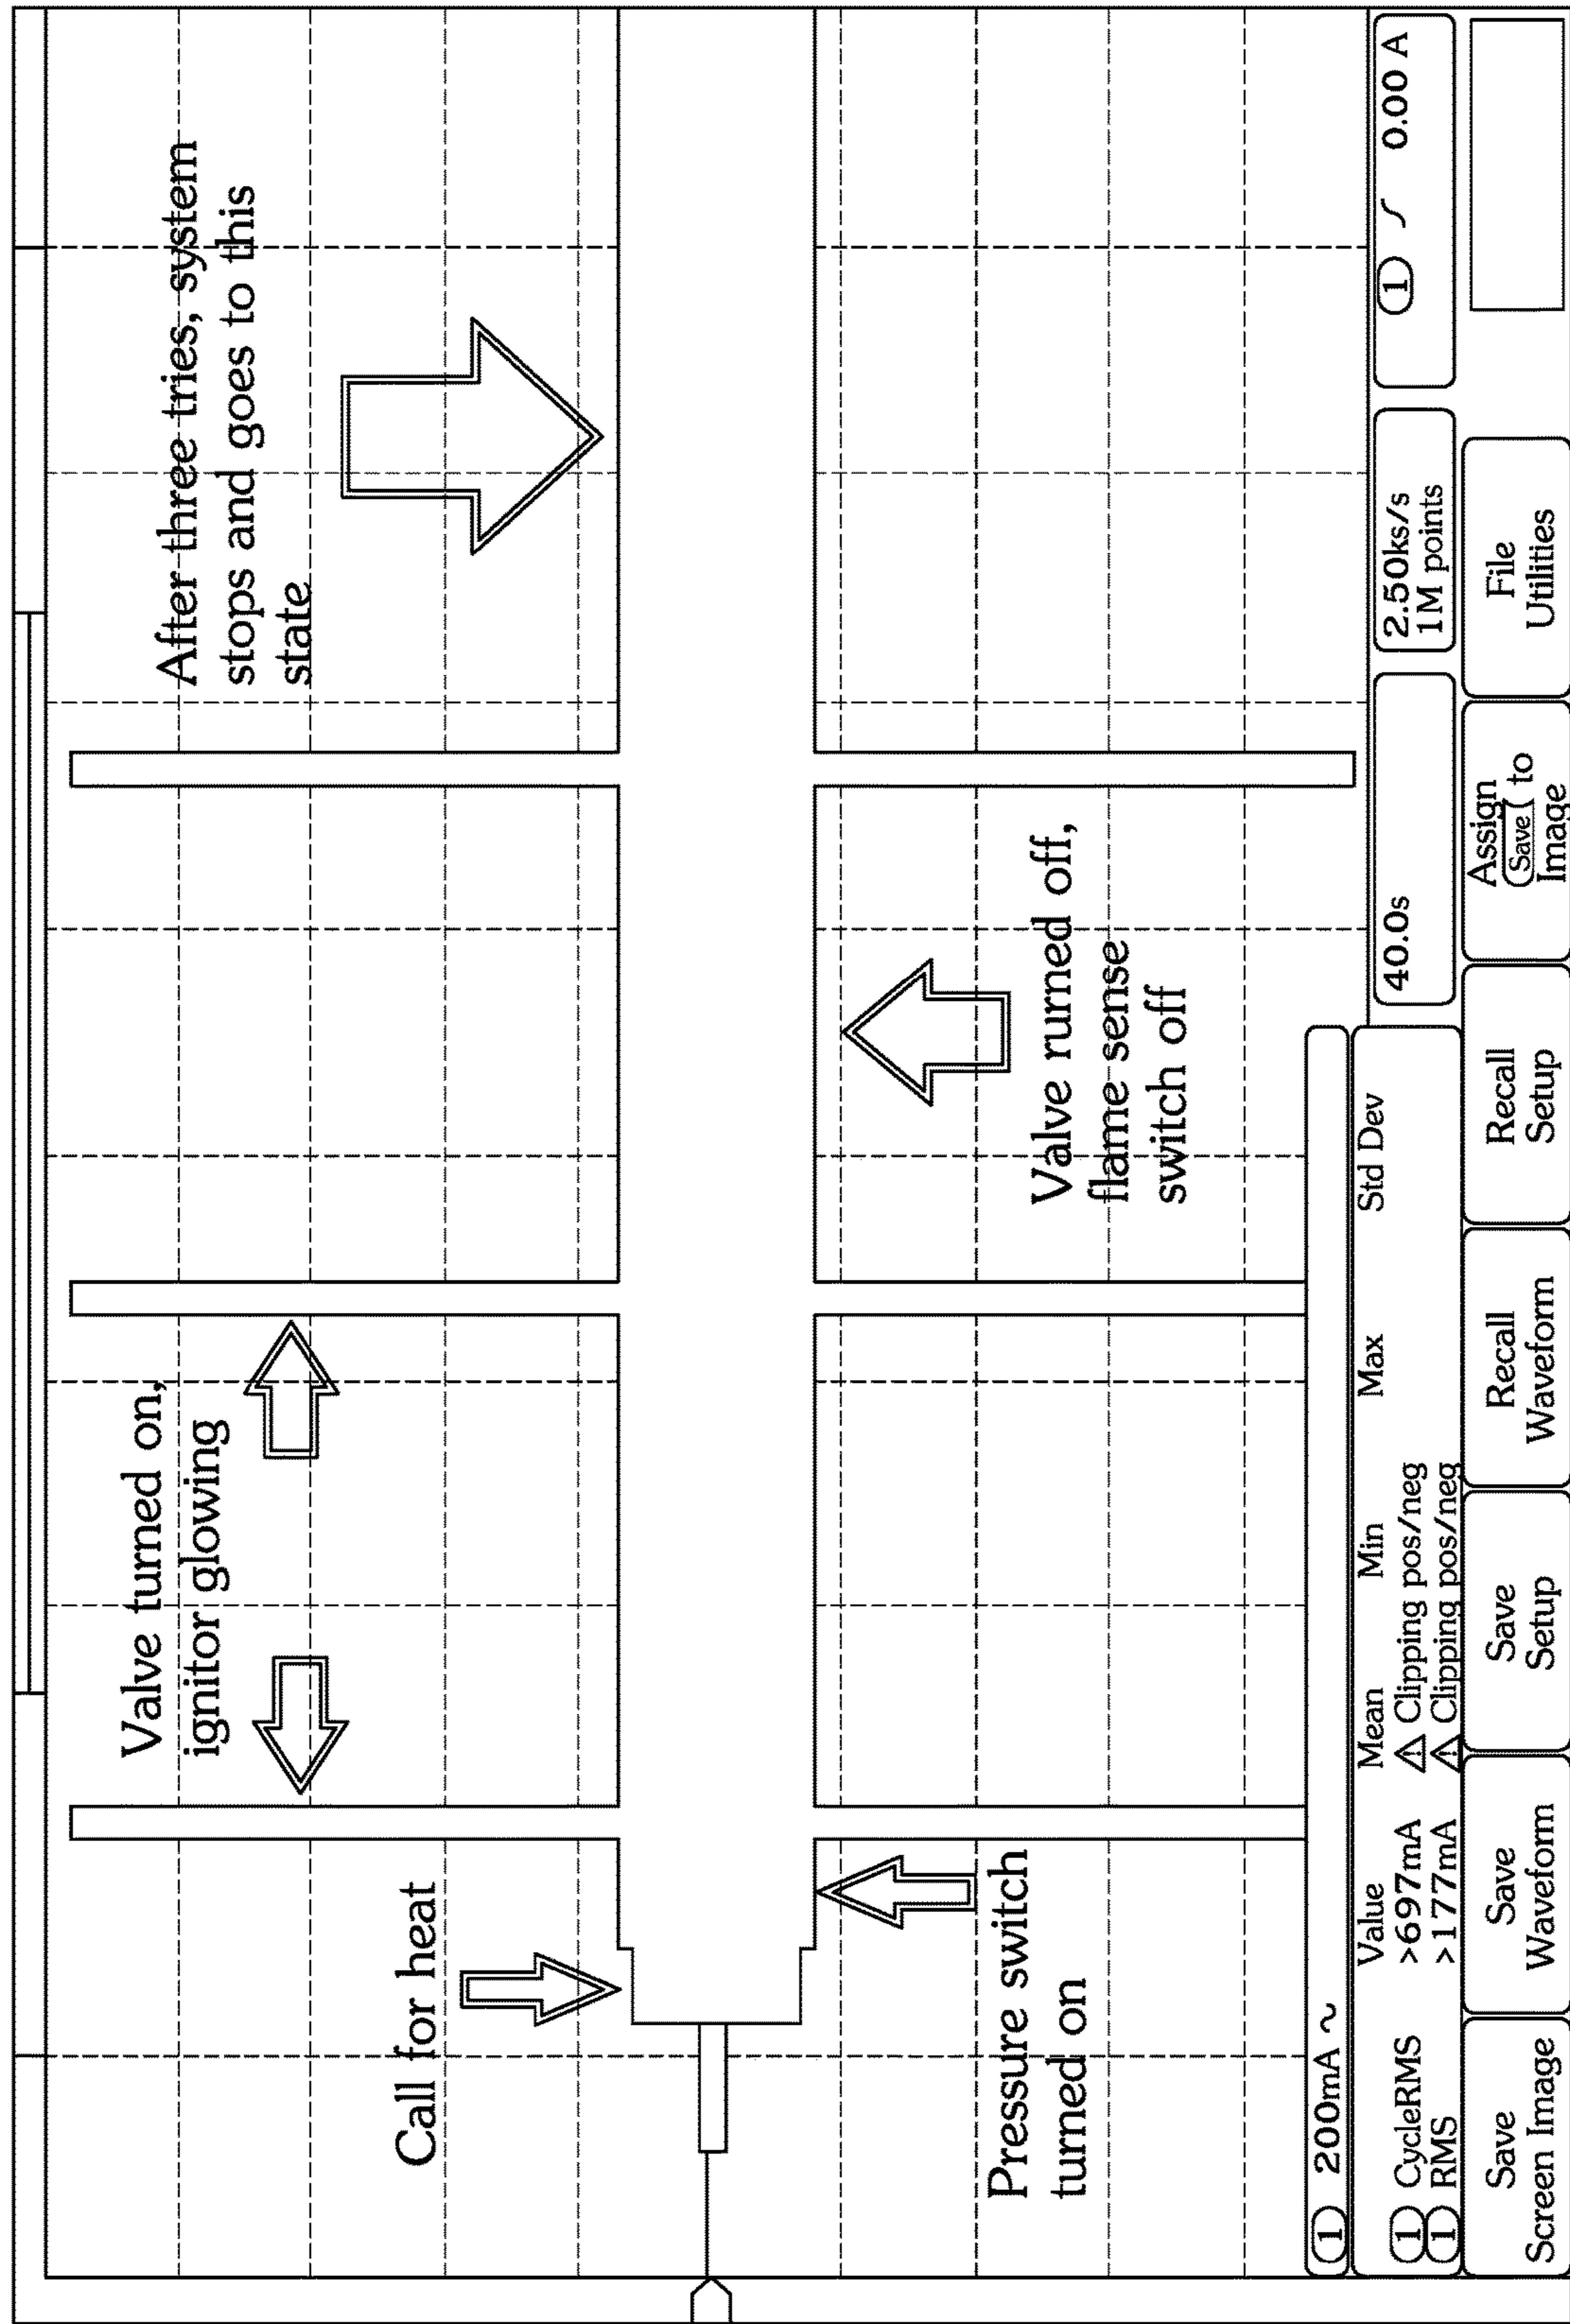 After three tries, system
stops and goes to this
state
Valve turned on,
ignitor glowing
Call for heat
Pressure switch
turned on
Valve rurned off,
flame sense
switch off
1 200mA ∿
40.0s
2.50ks/s
1M points
1 ∫ 0.00 A
Value Mean Min Max Std Dev
1 CycleRMS >697mA ⚠ Clipping pos/neg
1 RMS >177mA ⚠ Clipping pos/neg
Save
Screen Image
Save
Waveform
Save
Setup
Recall
Waveform
Recall
Setup
Assign
Save to
Image
File
Utilities